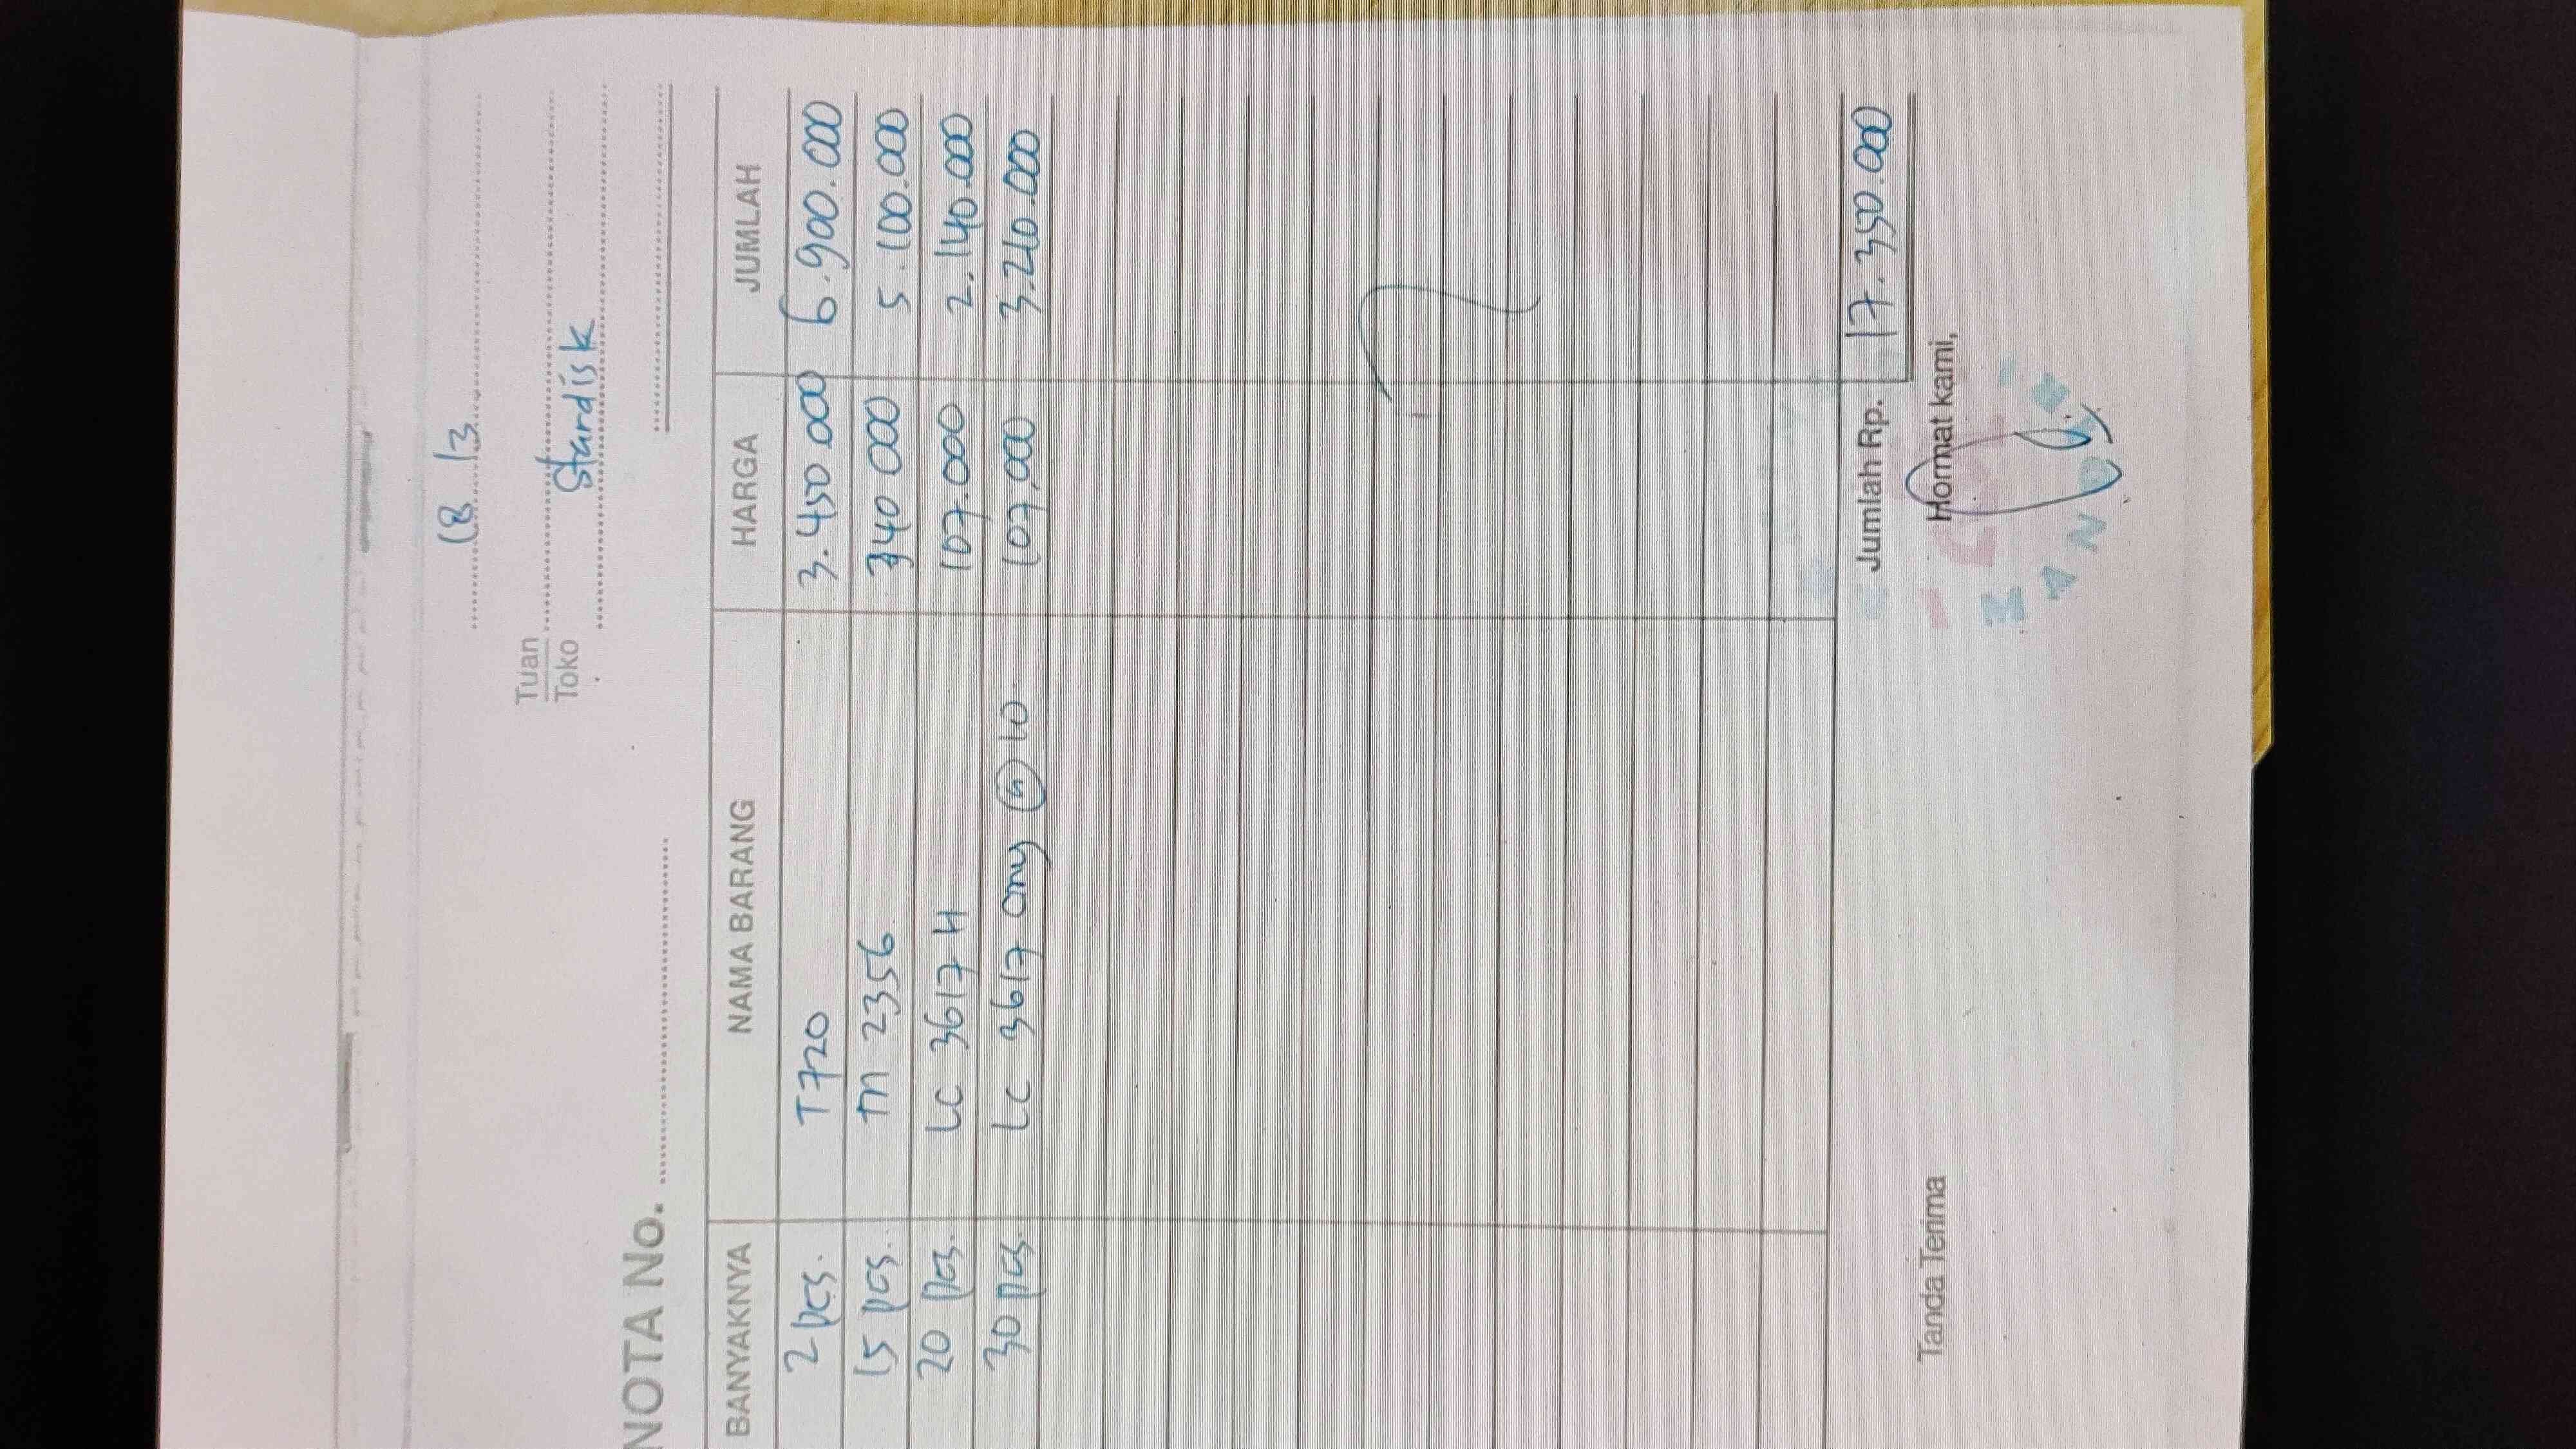 18/3
Tuan
Toko Stardisk
NOTA No.
BANYAKNYA NAMA BARANG HARGA JUMLAH
2 pcs. T720 3.450.000 6.900.000
15 pcs. 2356 340 000 5.100.000
20 pcs. LC 3617 H 107.000 2.140.000
30 pcs. LC 3617 @ 10 107,000 3.210.000
Jumlah Rp. 17.350.000
Tanda Terima Hormat kami,